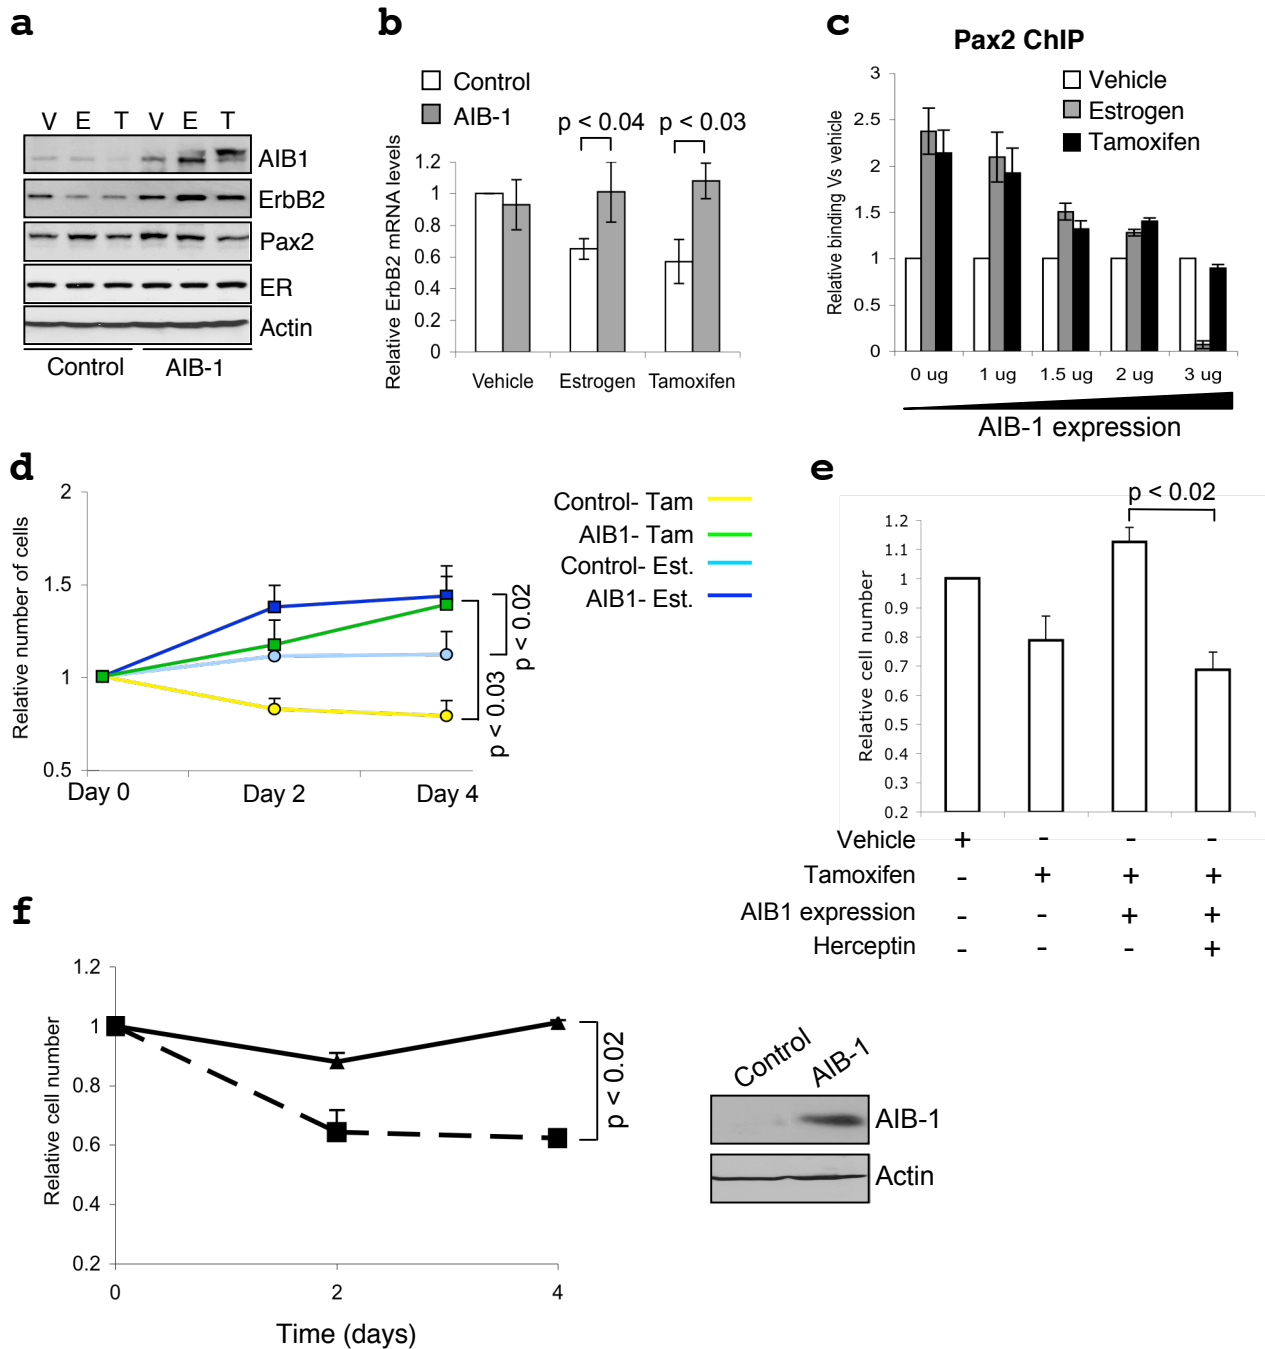 a
V E T V E T
AIB1
ErbB2
Pax2
ER
Actin
Control AIB-1
b
Control
AIB-1
p < 0.04 p < 0.03
Relative ErbB2 mRNA levels
1.2
1
0.8
0.6
0.4
0.2
0
Vehicle Estrogen Tamoxifen
c
Pax2 ChIP
Vehicle
Estrogen
Tamoxifen
Relative binding Vs vehicle
3
2.5
2
1.5
1
0.5
0
0 ug 1 ug 1.5 ug 2 ug 3 ug
AIB-1 expression
d
Relative number of cells
2
1.5
1
0.5
Day 0 Day 2 Day 4
Control- Tam
AIB1- Tam
Control- Est.
AIB1- Est.
p < 0.02
p < 0.03
e
p < 0.02
Relative cell number
1.2
1.1
1
0.9
0.8
0.7
0.6
0.5
0.4
0.3
0.2
Vehicle + - - -
Tamoxifen - + + +
AIB1 expression - - + +
Herceptin - - - +
f
Relative cell number
1.2
1
0.8
0.6
0.4
0.2
0 2 4
Time (days)
p < 0.02
Control AIB-1
AIB-1
Actin